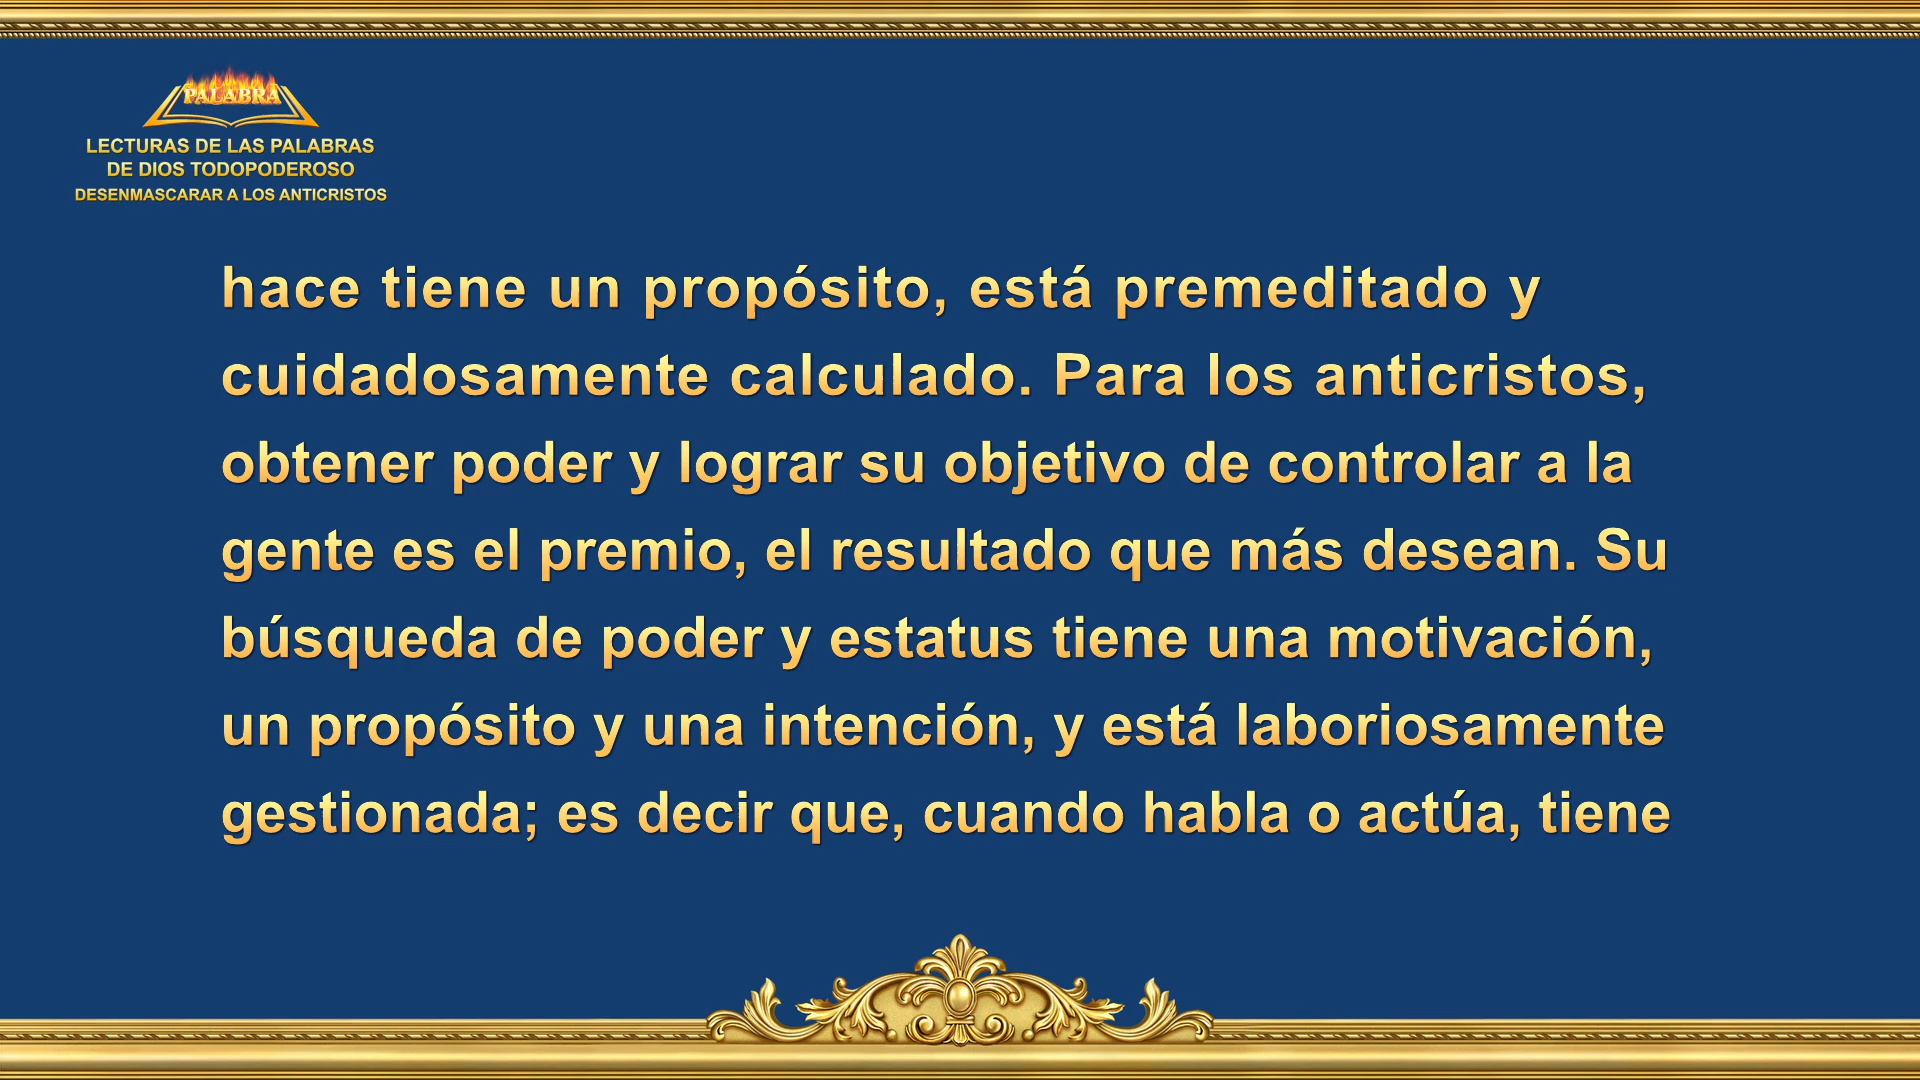 PALABRA
LECTURAS DE LAS PALABRAS
DE DIOS TODOPODEROSO
DESENMASCARAR A LOS ANTICRISTOS
hace tiene un propósito, está premeditado y
cuidadosamente calculado. Para los anticristos,
obtener poder y lograr su objetivo de controlar a la
gente es el premio, el resultado que más desean. Su
búsqueda de poder y estatus tiene una motivación,
un propósito y una intención, y está laboriosamente
gestionada; es decir que, cuando habla o actúa, tiene